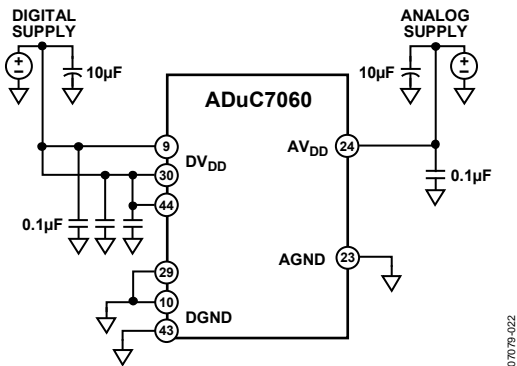 DIGITAL
SUPPLY
ANALOG
SUPPLY
10µF
10µF
ADuC7060
9
DVDD
30
44
0.1µF
AVDD
24
0.1µF
29
10
DGND
43
AGND
23
07079-022